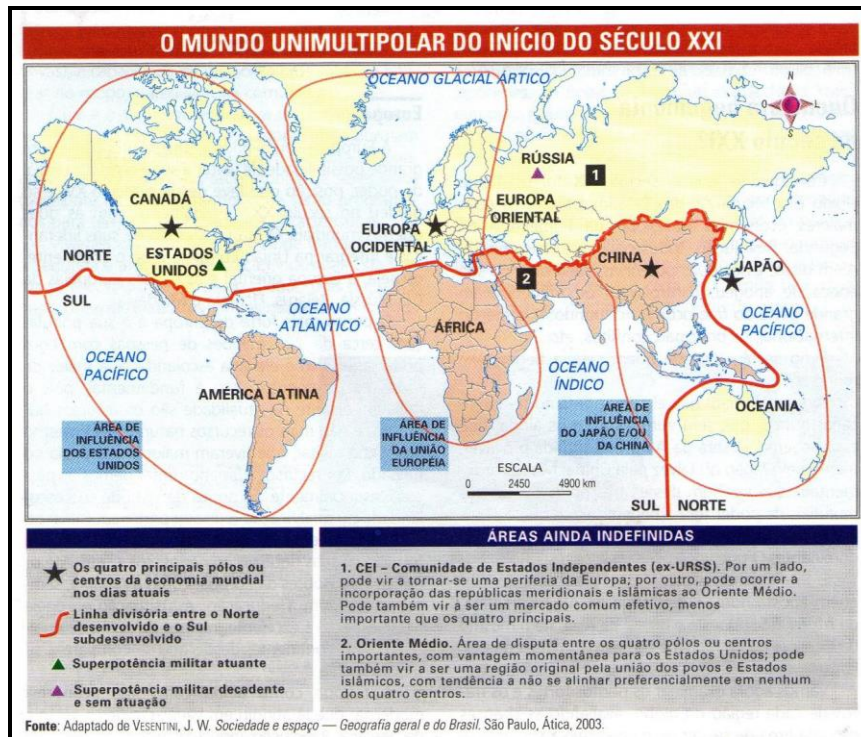 O MUNDO UNIMULTIPOLAR DO INÍCIO DO SÉCULO XXI
OCEANO GLACIAL ÁRTICO
N
O
L
S
RÚSSIA
1
CANADÁ
EUROPA
ORIENTAL
EUROPA
OCIDENTAL
ESTADOS
UNIDOS
CHINA
JAPÃO
NORTE
SUL
2
OCEANO
ATLÂNTICO
ÁFRICA
OCEANO
PACÍFICO
OCEANO
PACÍFICO
OCEANO
ÍNDICO
AMÉRICA LATINA
OCEANIA
ÁREA DE
INFLUÊNCIA
DOS ESTADOS
UNIDOS
ÁREA DE
INFLUÊNCIA
DA UNIÃO
EUROPÉIA
ÁREA DE
INFLUÊNCIA
DO JAPÃO E/OU
DA CHINA
ESCALA
0 2450 4900 km
SUL NORTE
Os quatro principais pólos ou
centros da economia mundial
nos dias atuais
Linha divisória entre o Norte
desenvolvido e o Sul
subdesenvolvido
Superpotência militar atuante
Superpotência militar decadente
e sem atuação
ÁREAS AINDA INDEFINIDAS
1. CEI – Comunidade de Estados Independentes (ex-URSS). Por um lado,
pode vir a tornar-se uma periferia da Europa; por outro, pode ocorrer a
incorporação das repúblicas meridionais e islâmicas ao Oriente Médio.
Pode também vir a ser um mercado comum efetivo, menos
importante que os quatro principais.
2. Oriente Médio. Área de disputa entre os quatro pólos ou centros
importantes, com vantagem momentânea para os Estados Unidos; pode
também vir a ser uma região original pela união dos povos e Estados
islâmicos, com tendência a não se alinhar preferencialmente em nenhum
dos quatro centros.
Fonte: Adaptado de VESENTINI, J. W. Sociedade e espaço — Geografia geral e do Brasil. São Paulo, Ática, 2003.